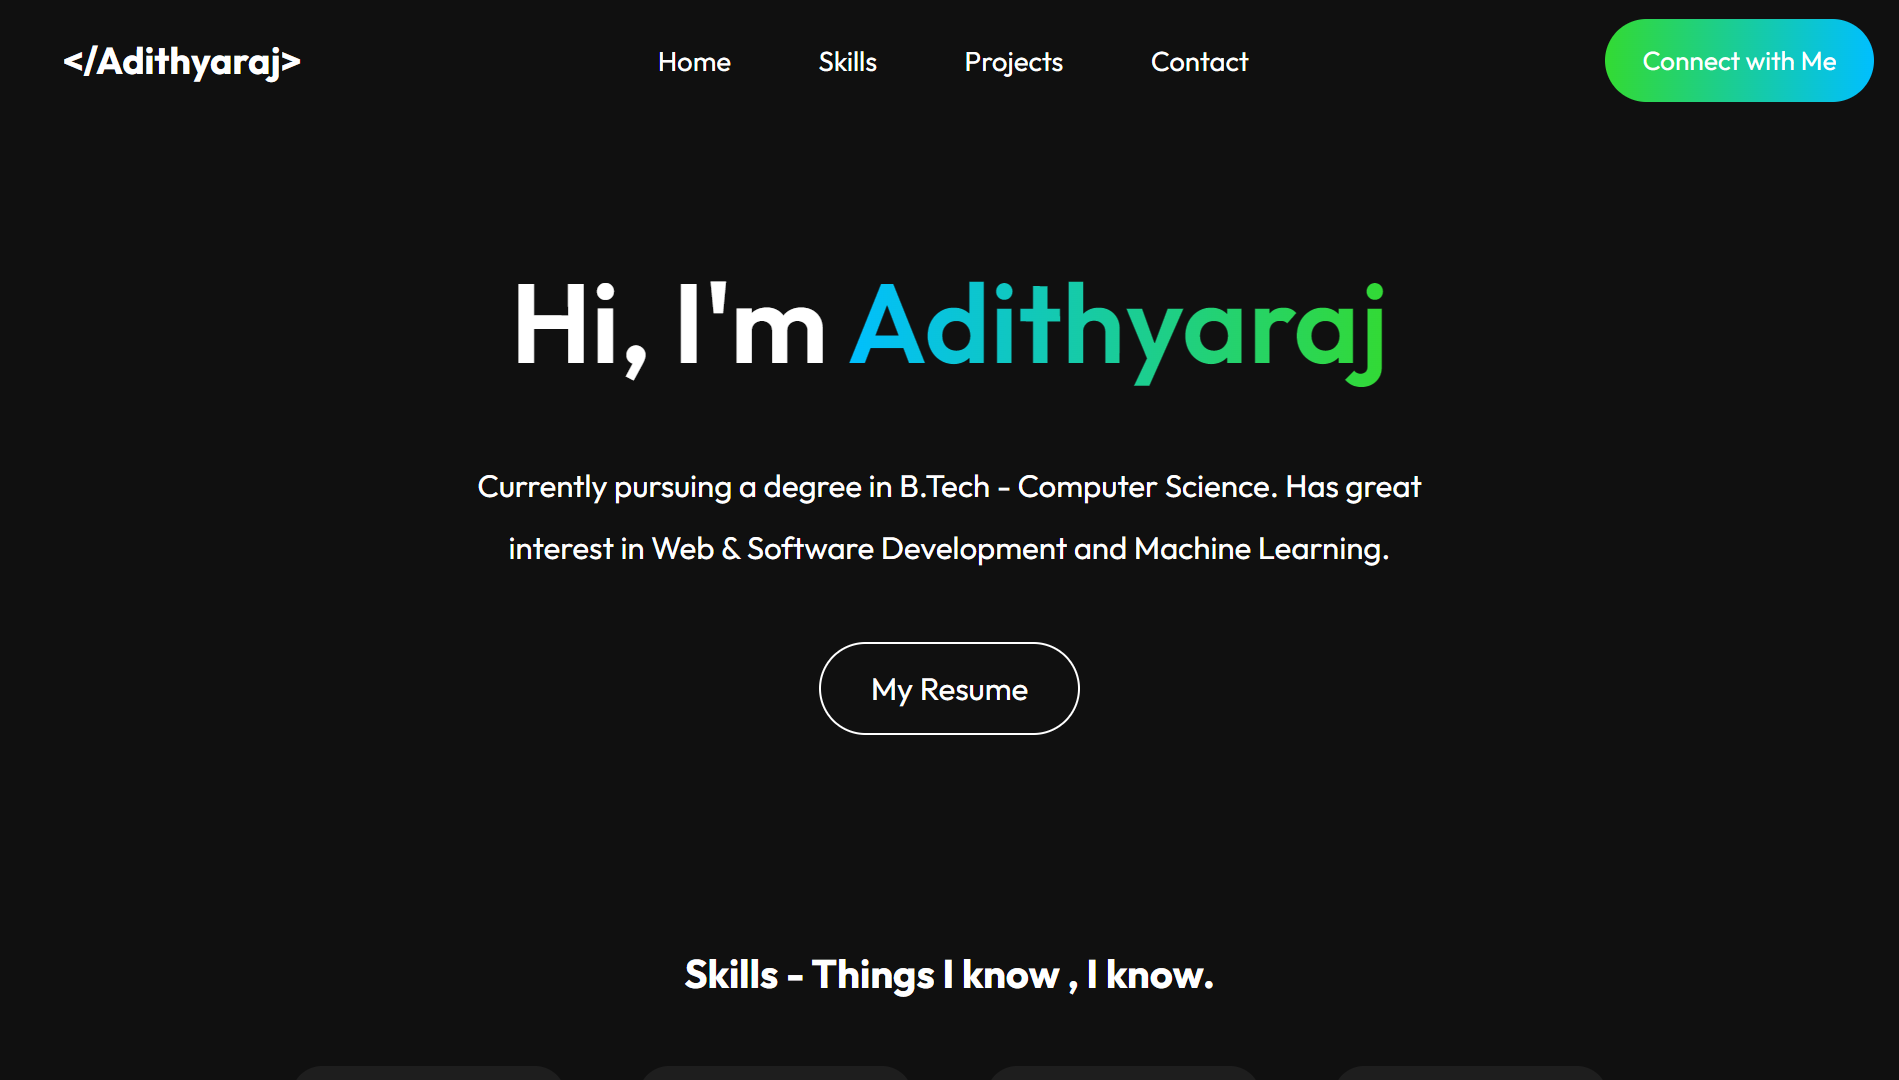 </Adithyaraj>
Home
Skills
Projects
Contact
Connect with Me
Hi, I'm Adithyaraj
Currently pursuing a degree in B.Tech - Computer Science. Has great
interest in Web & Software Development and Machine Learning.
My Resume
Skills - Things I know , I know.